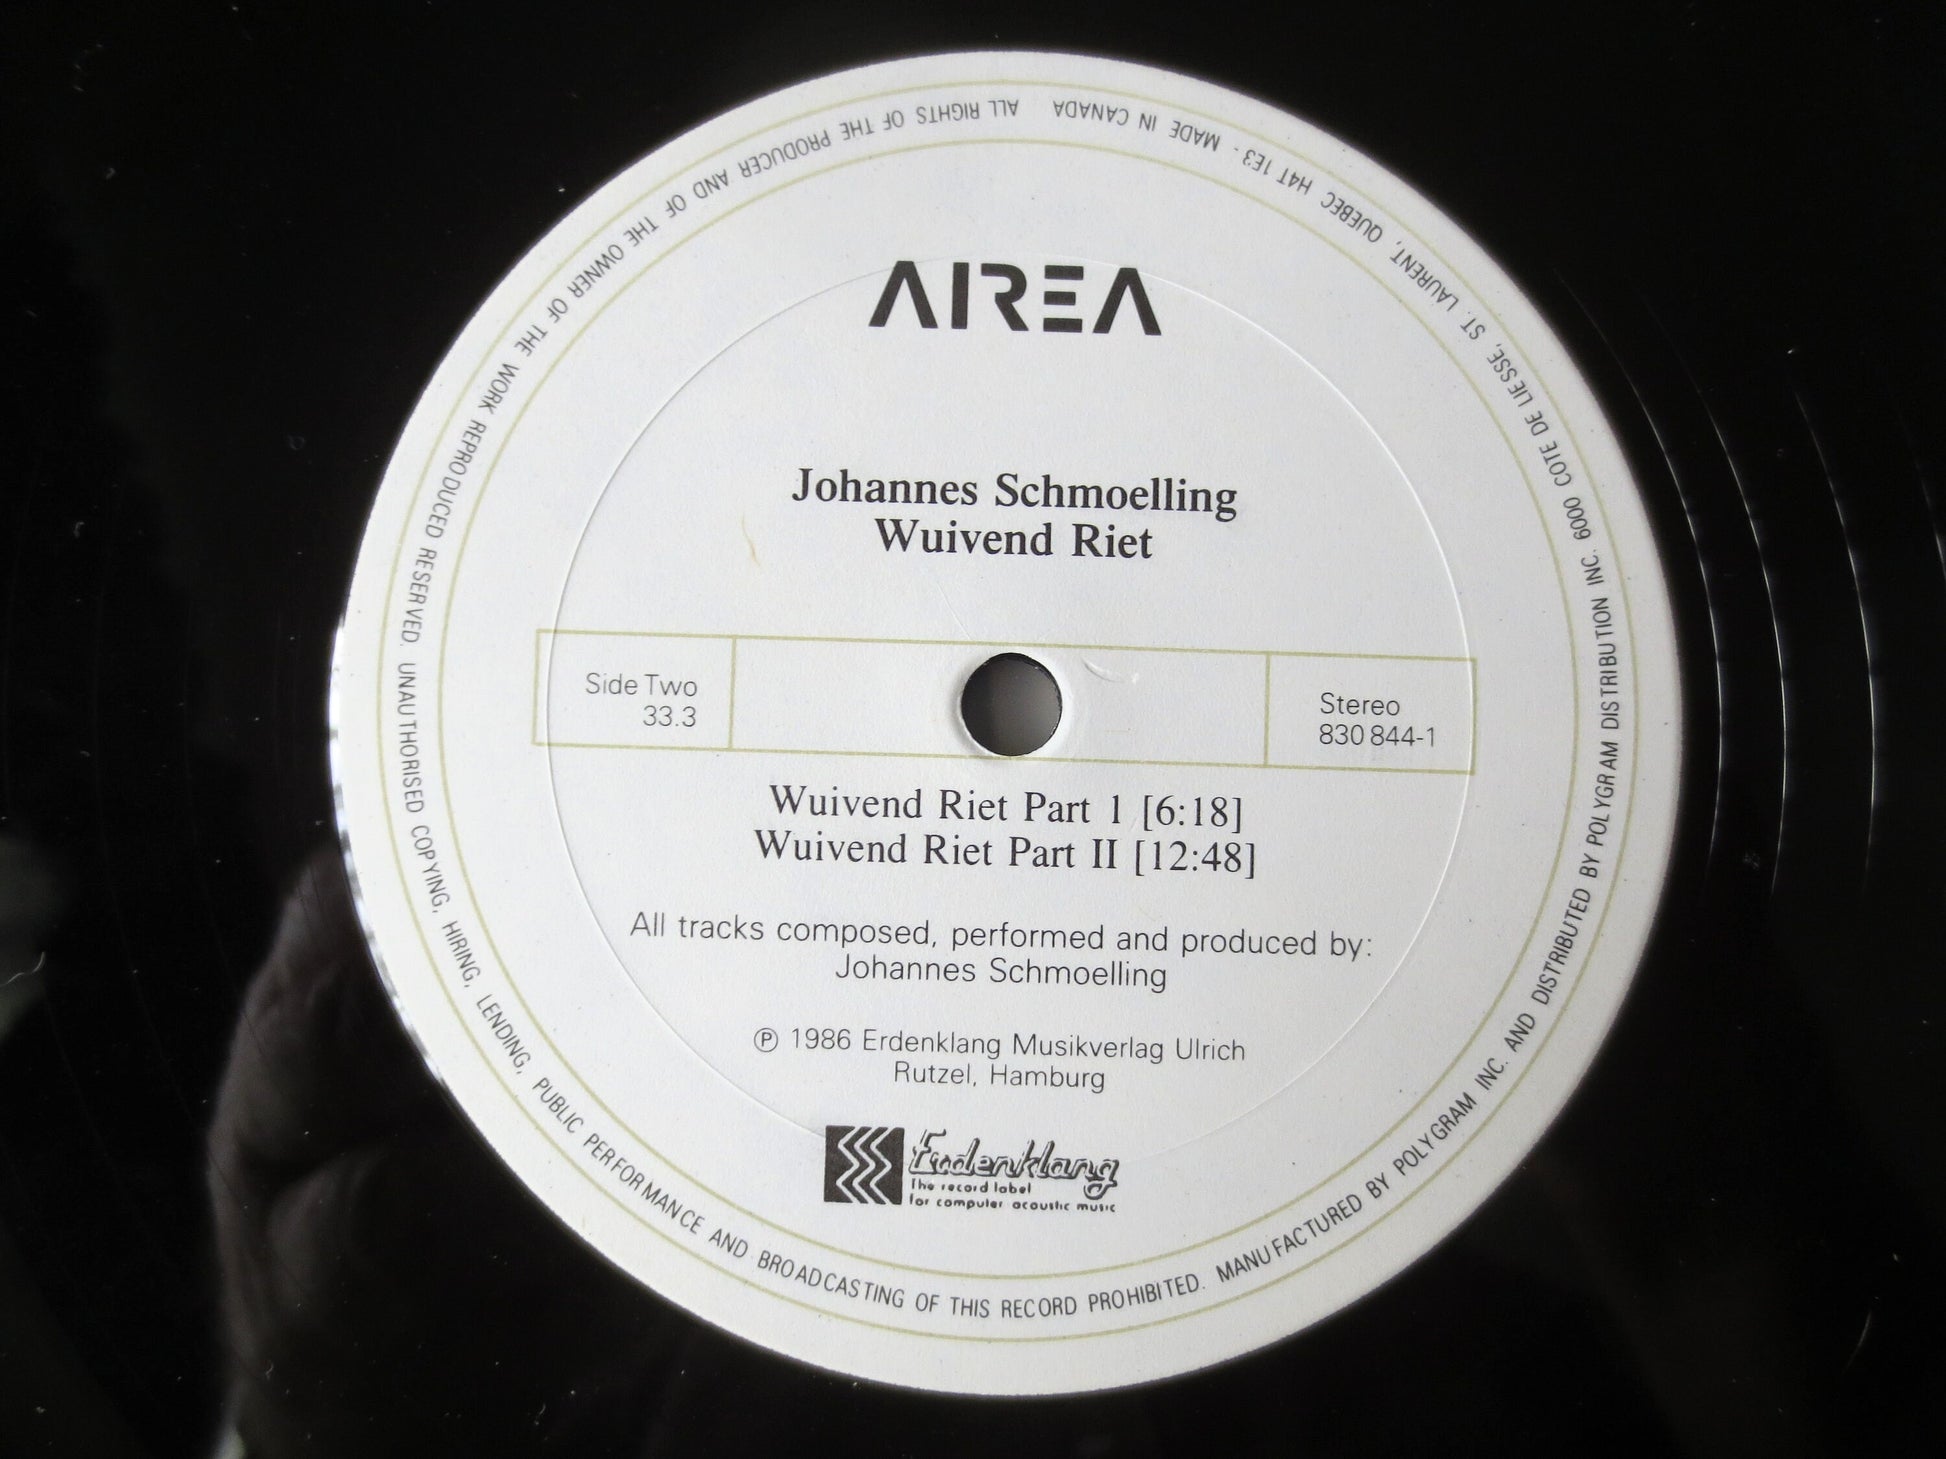 AIREA
Johannes Schmoelling
Wuivend Riet
Side Two
33.3
Stereo
830 844-1
Wuivend Riet Part 1 [6:18]
Wuivend Riet Part II [12:48]
All tracks composed, performed and produced by:
Johannes Schmoelling
℗ 1986 Erdenklang Musikverlag Ulrich
Rutzel, Hamburg
Erdenklang
The record label
for computer acoustic music
ALL RIGHTS OF THE PRODUCER AND OF THE OWNER OF THE WORK REPRODUCED RESERVED. UNAUTHORISED COPYING, HIRING, LENDING, PUBLIC PERFORMANCE AND BROADCASTING OF THIS RECORD PROHIBITED. MANUFACTURED BY POLYGRAM INC. AND DISTRIBUTED BY POLYGRAM DISTRIBUTION INC. 6000 COTE DE LIESSE, ST. LAURENT, QUEBEC H4T 1E3 - MADE IN CANADA